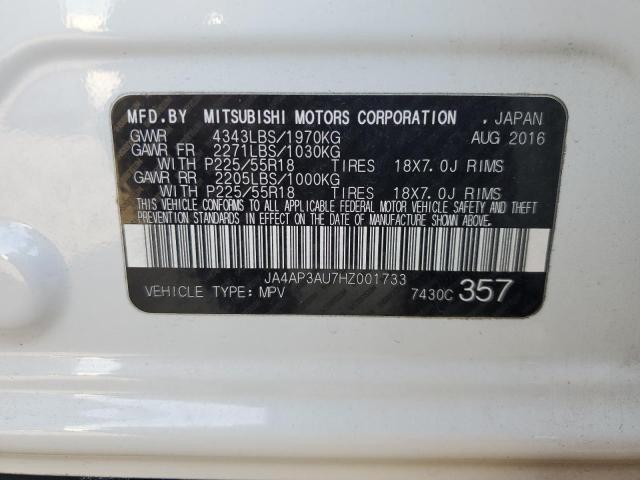 MFD.BY MITSUBISHI MOTORS CORPORATION , JAPAN
GVWR 4343LBS/1970KG AUG 2016
GAWR FR 2271LBS/1030KG
WITH P225/55R18 TIRES 18X7.0J RIMS
GAWR RR 2205LBS/1000KG
WITH P225/55R18 TIRES 18X7.0J RIMS
THIS VEHICLE CONFORMS TO ALL APPLICABLE FEDERAL MOTOR VEHICLE SAFETY AND THEFT
PREVENTION STANDARDS IN EFFECT ON THE DATE OF MANUFACTURE SHOWN ABOVE.
JA4AP3AU7HZ001733
VEHICLE TYPE: MPV 7430C 357